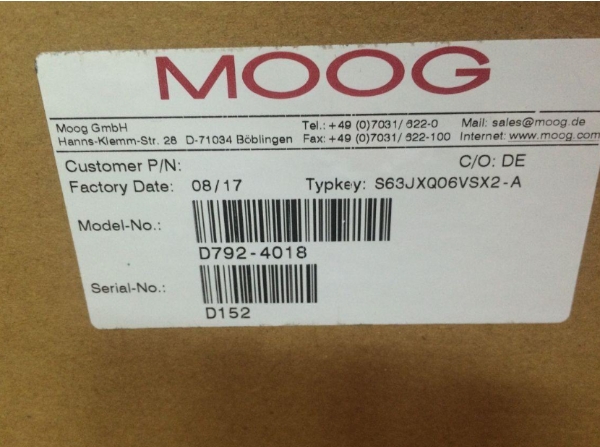 MOOG
Moog GmbH
Hanns-Klemm-Str. 28 D-71034 Böblingen
Tel.: +49 (0)7031/ 622-0
Fax: +49 (0)7031/ 622-100
Mail: sales@moog.de
Internet: www.moog.com
Customer P/N:
C/O: DE
Factory Date: 08/17 Typkey: S63JXQ06VSX2-A
Model-No.:
D792-4018
Serial-No.:
D152